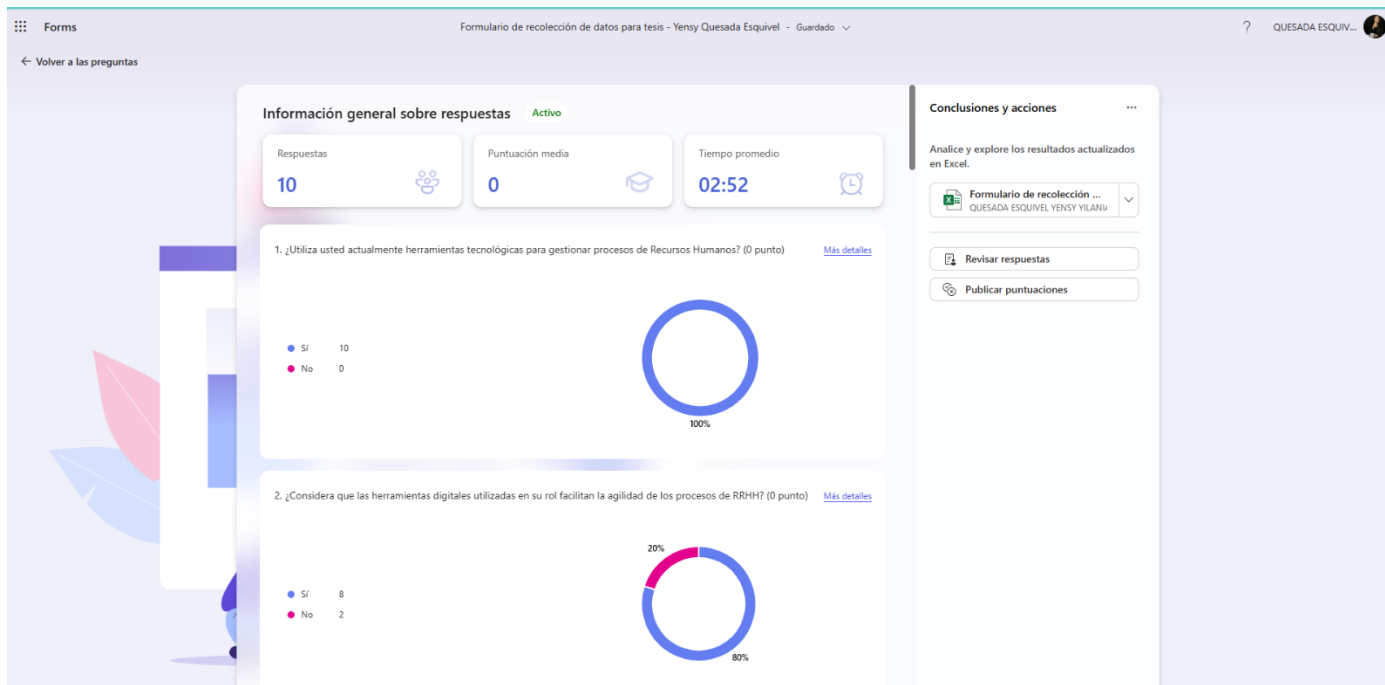 Forms
Formulario de recolección de datos para tesis - Yensy Quesada Esquivel - Guardado
? QUESADA ESQUIV...
← Volver a las preguntas
Información general sobre respuestas Activo
Respuestas
10
Puntuación media
0
Tiempo promedio
02:52
1. ¿Utiliza usted actualmente herramientas tecnológicas para gestionar procesos de Recursos Humanos? (0 punto) Más detalles
Sí 10
No 0
100%
2. ¿Considera que las herramientas digitales utilizadas en su rol facilitan la agilidad de los procesos de RRHH? (0 punto) Más detalles
20%
Sí 8
No 2
80%
Conclusiones y acciones ...
Analice y explore los resultados actualizados
en Excel.
Formulario de recolección ...
QUESADA ESQUIVEL YENSY YILANI
Revisar respuestas
Publicar puntuaciones